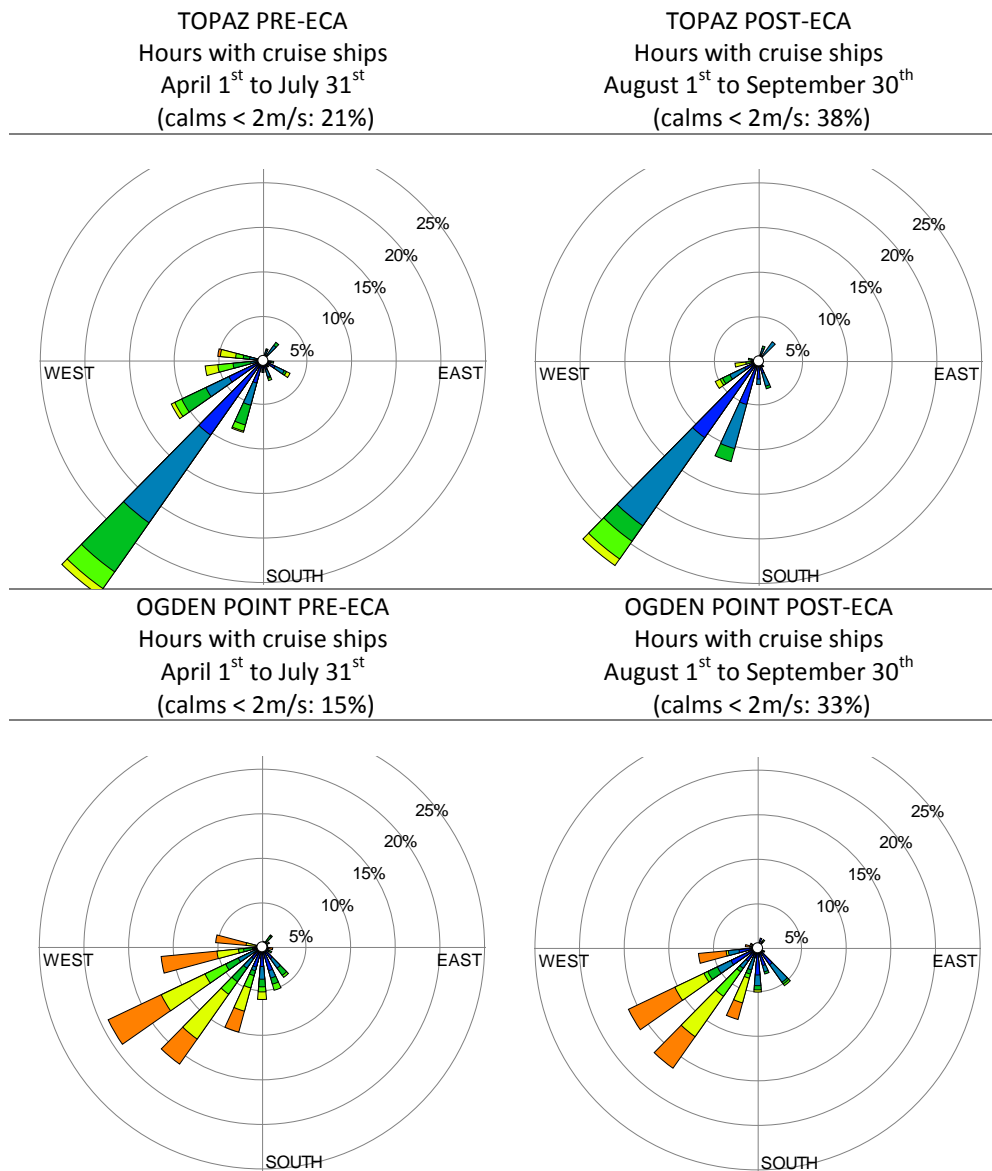 TOPAZ PRE-ECA
Hours with cruise ships
April 1st to July 31st
(calms < 2m/s: 21%)
TOPAZ POST-ECA
Hours with cruise ships
August 1st to September 30th
(calms < 2m/s: 38%)
25%
20%
15%
10%
5%
WEST
EAST
SOUTH
25%
20%
15%
10%
5%
WEST
EAST
SOUTH
OGDEN POINT PRE-ECA
Hours with cruise ships
April 1st to July 31st
(calms < 2m/s: 15%)
OGDEN POINT POST-ECA
Hours with cruise ships
August 1st to September 30th
(calms < 2m/s: 33%)
25%
20%
15%
10%
5%
WEST
EAST
SOUTH
25%
20%
15%
10%
5%
WEST
EAST
SOUTH